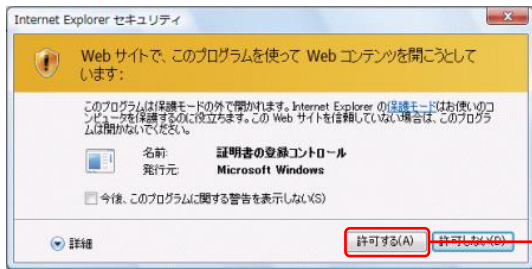 Internet Explorer セキュリティ
Web サイトで、このプログラムを使って Web コンテンツを開こうとして
います:
このプログラムは保護モードの外で開かれます。Internet Explorer の保護モードはお使いのコ
ンピュータを保護するのに役立ちます。この Web サイトを信頼していない場合は、このプログラ
ムは開かないでください。
名前: 証明書の登録コントロール
発行元: Microsoft Windows
今後、このプログラムに関する警告を表示しない(S)
詳細
許可する(A)
許可しない(D)